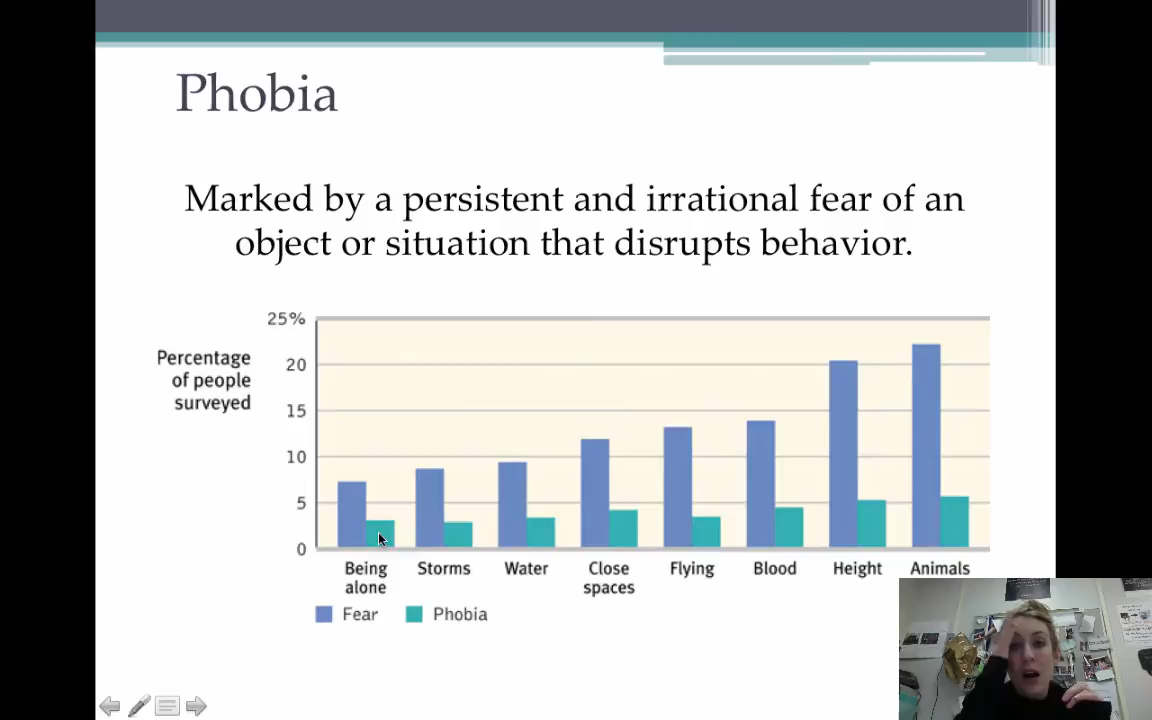 Phobia
Marked by a persistent and irrational fear of an
object or situation that disrupts behavior.
Percentage
of people
surveyed
25%
20
15
10
5
0
Being
alone
Storms
Water
Close
spaces
Flying
Blood
Height
Animals
Fear
Phobia